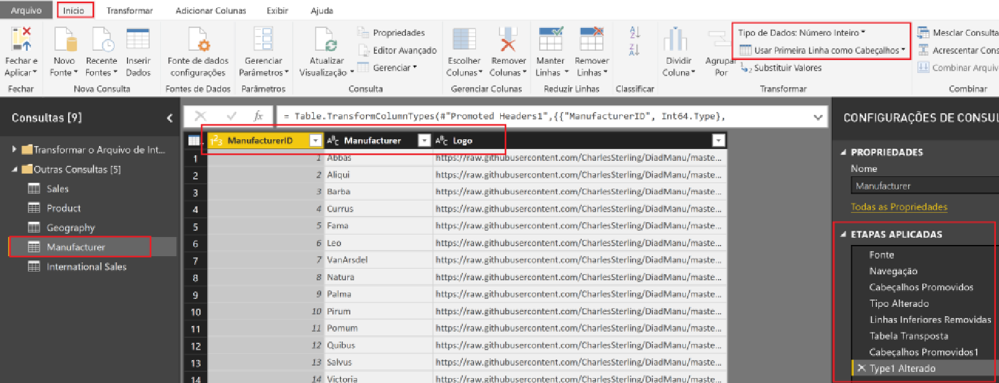 Arquivo Início Transformar Adicionar Colunas Exibir Ajuda
Fechar e Aplicar
Novo Fonte
Recente Fontes
Inserir Dados
Fonte de dados configurações
Gerenciar Parâmetros
Atualizar Visualização
Propriedades
Editor Avançado
Gerenciar
Escolher Colunas
Remover Colunas
Manter Linhas
Remover Linhas
Dividir Coluna
Agrupar Por
Tipo de Dados: Número Inteiro
Usar Primeira Linha como Cabeçalhos
Substituir Valores
Mesclar Consulta
Acrescentar Con
Combinar Arquiv
Fechar Nova Consulta Fontes de Dados Parâmetros Consulta Gerenciar Colunas Reduzir Linhas Classificar Transformar Combinar
Consultas [9]
Transformar o Arquivo de Int...
Outras Consultas [5]
Sales
Product
Geography
Manufacturer
International Sales
fx = Table.TransformColumnTypes(#"Promoted Headers1",{{"ManufacturerID", Int64.Type},
123 ManufacturerID ABC Manufacturer ABC Logo
1 1 Abbas https://raw.githubusercontent.com/CharlesSterling/DiadManu/maste...
2 2 Aliqui https://raw.githubusercontent.com/CharlesSterling/DiadManu/maste...
3 3 Barba https://raw.githubusercontent.com/CharlesSterling/DiadManu/maste...
4 4 Currus https://raw.githubusercontent.com/CharlesSterling/DiadManu/maste...
5 5 Fama https://raw.githubusercontent.com/CharlesSterling/DiadManu/maste...
6 6 Leo https://raw.githubusercontent.com/CharlesSterling/DiadManu/maste...
7 7 VanArsdel https://raw.githubusercontent.com/CharlesSterling/DiadManu/maste...
8 8 Natura https://raw.githubusercontent.com/CharlesSterling/DiadManu/maste...
9 9 Palma https://raw.githubusercontent.com/CharlesSterling/DiadManu/maste...
10 10 Pirum https://raw.githubusercontent.com/CharlesSterling/DiadManu/maste...
11 11 Pomum https://raw.githubusercontent.com/CharlesSterling/DiadManu/maste...
12 12 Quibus https://raw.githubusercontent.com/CharlesSterling/DiadManu/maste...
13 13 Salvus https://raw.githubusercontent.com/CharlesSterling/DiadManu/maste...
14 14 Victoria https://raw.githubusercontent.com/CharlesSterling/DiadManu/maste...
CONFIGURAÇÕES DE CONSUL
PROPRIEDADES
Nome
Manufacturer
Todas as Propriedades
ETAPAS APLICADAS
Fonte
Navegação
Cabeçalhos Promovidos
Tipo Alterado
Linhas Inferiores Removidas
Tabela Transposta
Cabeçalhos Promovidos1
Type1 Alterado